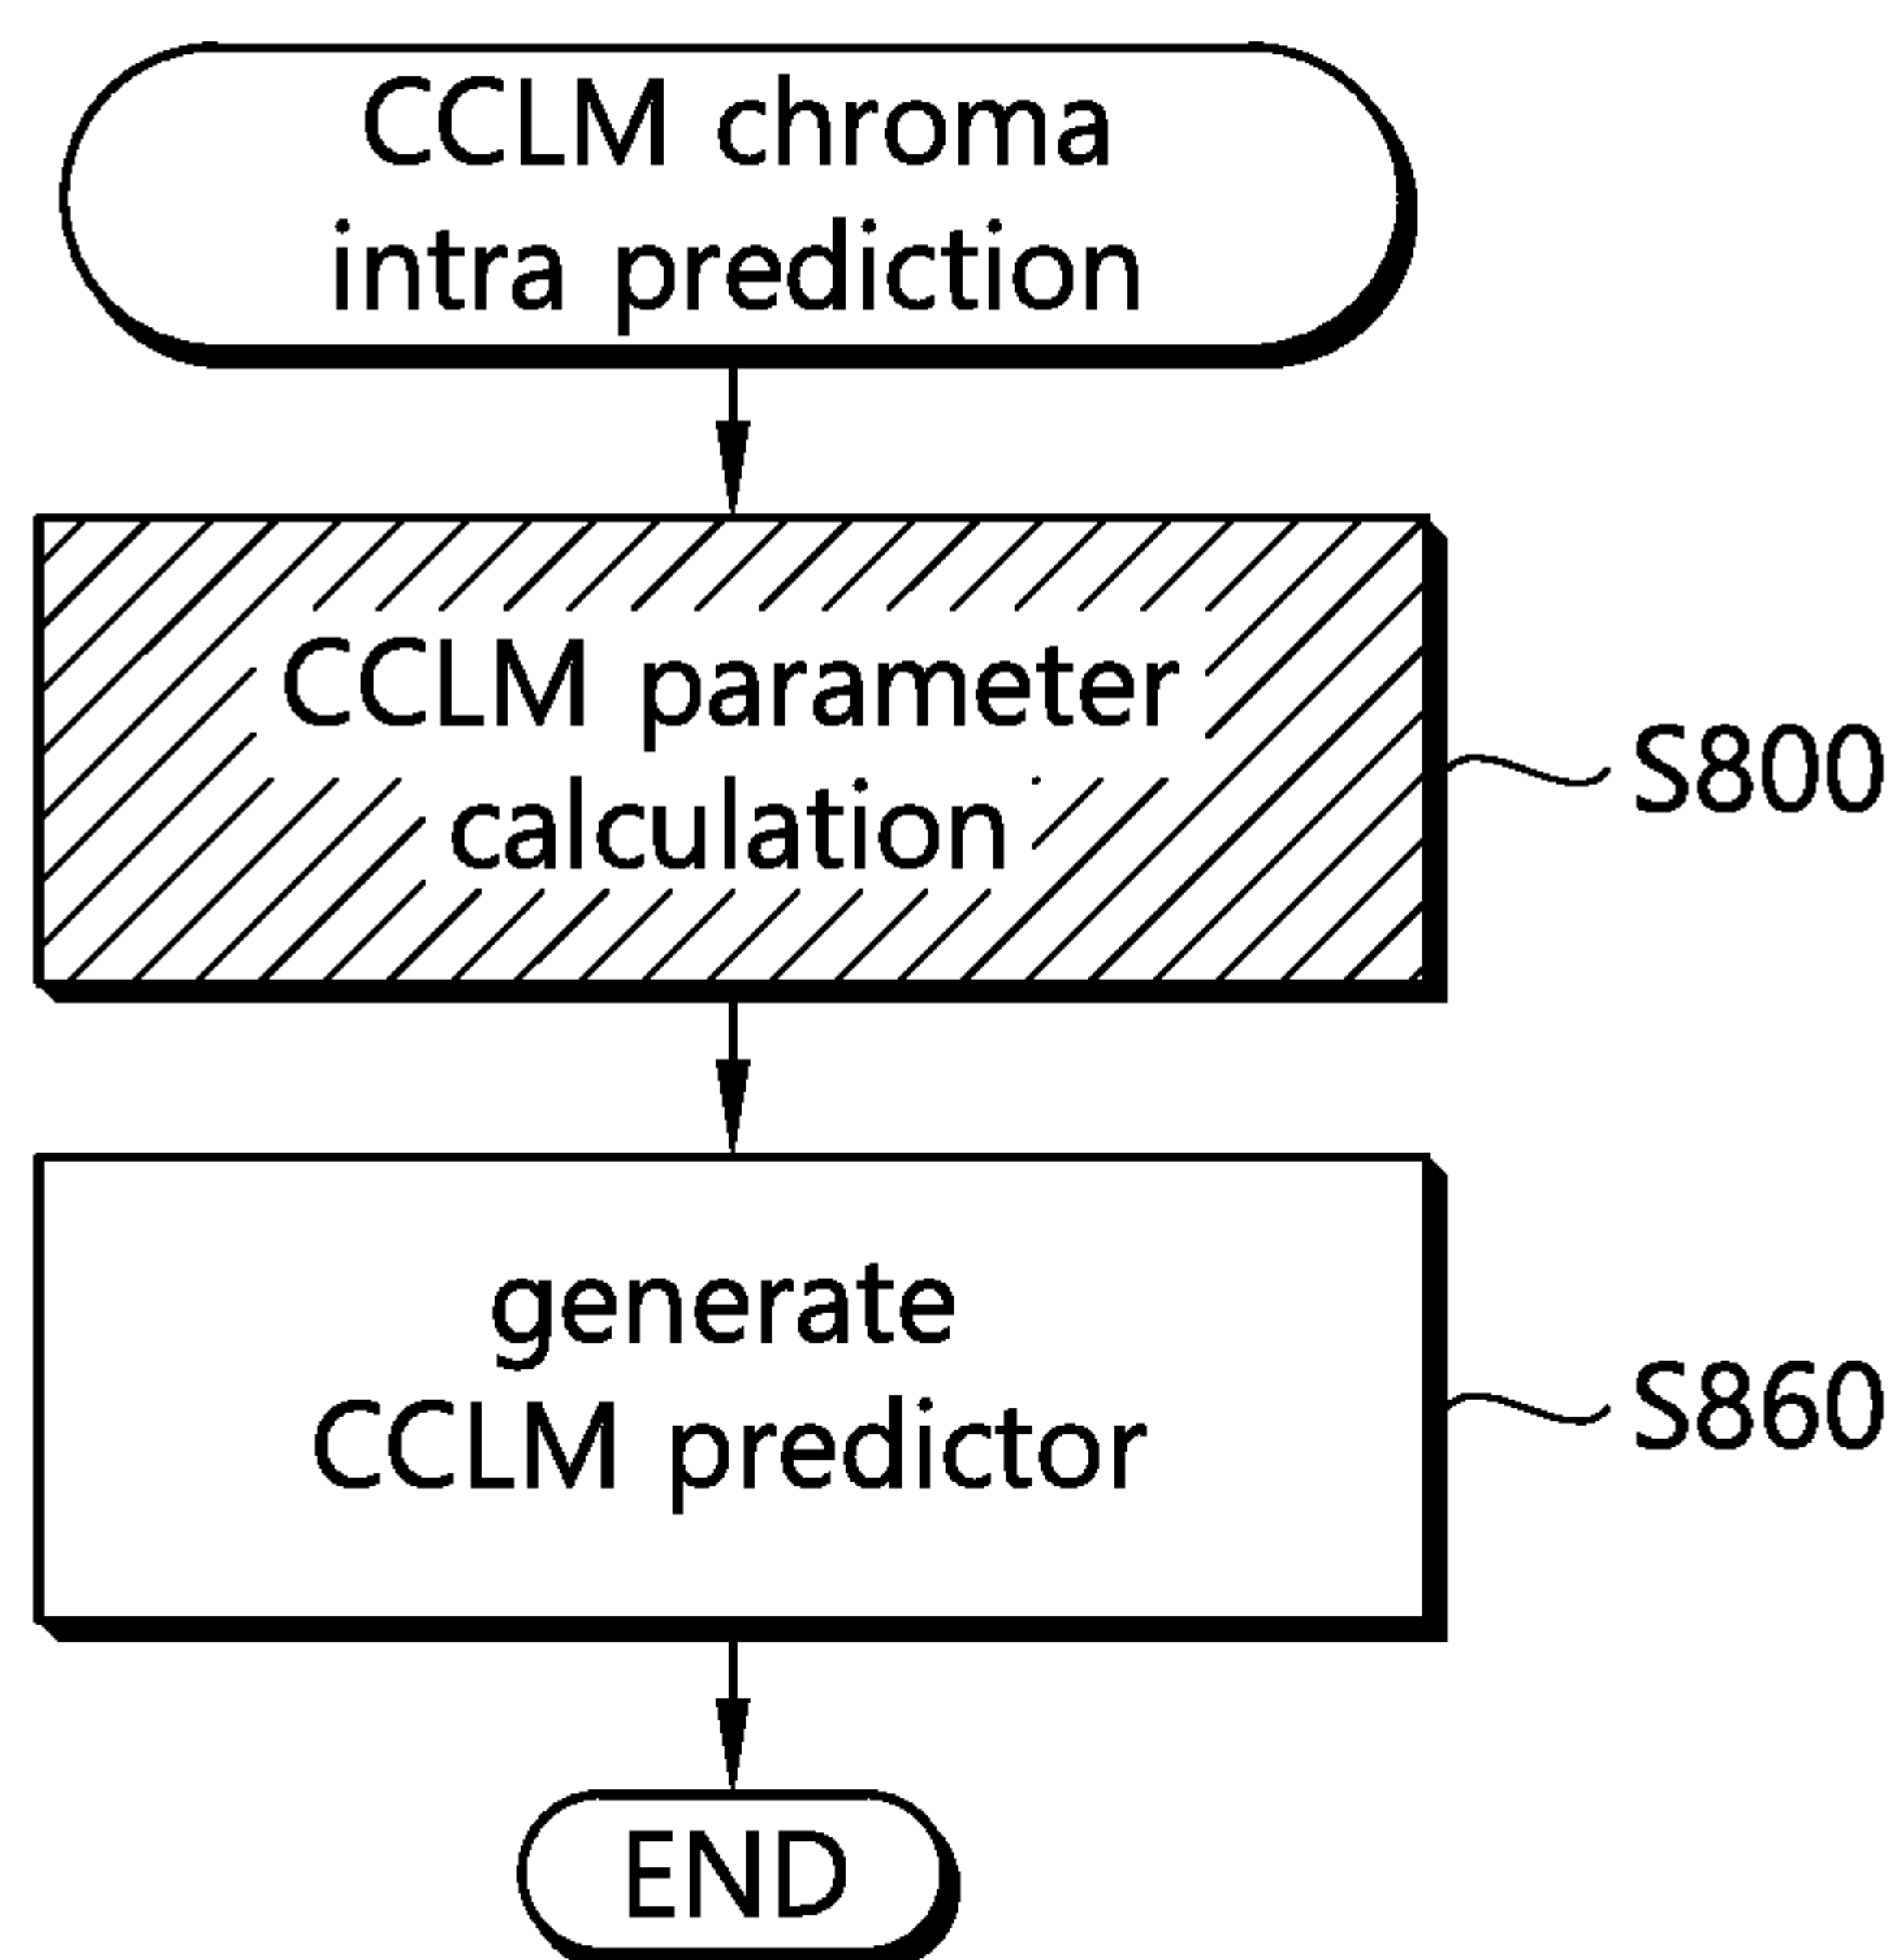 CCLM chroma
intra prediction
CCLM parameter
calculation
S800
generate
CCLM predictor
S860
END